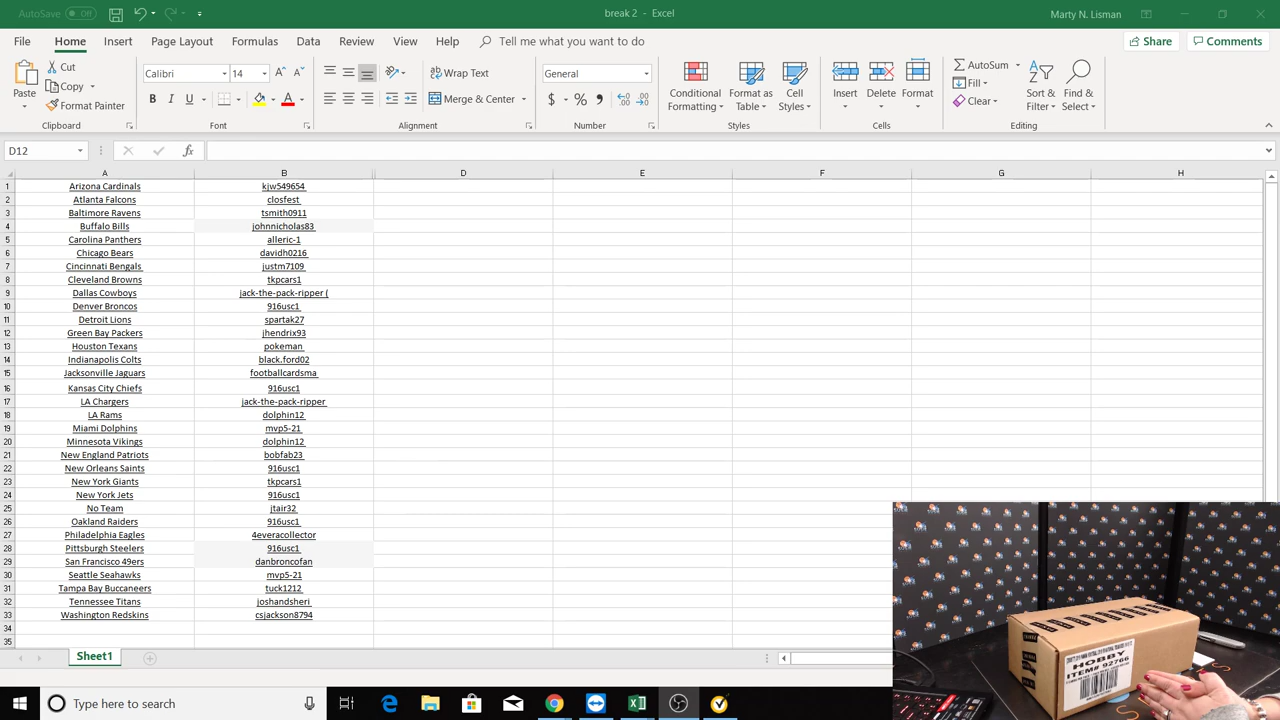 AutoSave Off
break 2 - Excel
Marty N. Lisman
File Home Insert Page Layout Formulas Data Review View Help Tell me what you want to do
Share Comments
Paste
Cut
Copy
Format Painter
Clipboard
Calibri 14
B I U
Font
Wrap Text
Merge & Center
Alignment
General
$ % ,
Number
Conditional Formatting
Format as Table
Cell Styles
Styles
Insert Delete Format
Cells
AutoSum
Fill
Clear
Sort & Filter
Find & Select
Editing
D12 fx
A B D E F G H
1 Arizona Cardinals kjw549654
2 Atlanta Falcons closfest
3 Baltimore Ravens tsmith0911
4 Buffalo Bills johnnicholas83
5 Carolina Panthers alleric-1
6 Chicago Bears davidh0216
7 Cincinnati Bengals justm7109
8 Cleveland Browns tkpcars1
9 Dallas Cowboys jack-the-pack-ripper (
10 Denver Broncos 916usc1
11 Detroit Lions spartak27
12 Green Bay Packers jhendrix93
13 Houston Texans pokeman
14 Indianapolis Colts black.ford02
15 Jacksonville Jaguars footballcardsma
16 Kansas City Chiefs 916usc1
17 LA Chargers jack-the-pack-ripper
18 LA Rams dolphin12
19 Miami Dolphins mvp5-21
20 Minnesota Vikings dolphin12
21 New England Patriots bobfab23
22 New Orleans Saints 916usc1
23 New York Giants tkpcars1
24 New York Jets 916usc1
25 No Team jtair32
26 Oakland Raiders 916usc1
27 Philadelphia Eagles 4everacollector
28 Pittsburgh Steelers 916usc1
29 San Francisco 49ers danbroncofan
30 Seattle Seahawks mvp5-21
31 Tampa Bay Buccaneers tuck1212
32 Tennessee Titans joshandsheri
33 Washington Redskins csjackson8794
34
35
HOBBY
ITEM# 92766
Sheet1
Type here to search